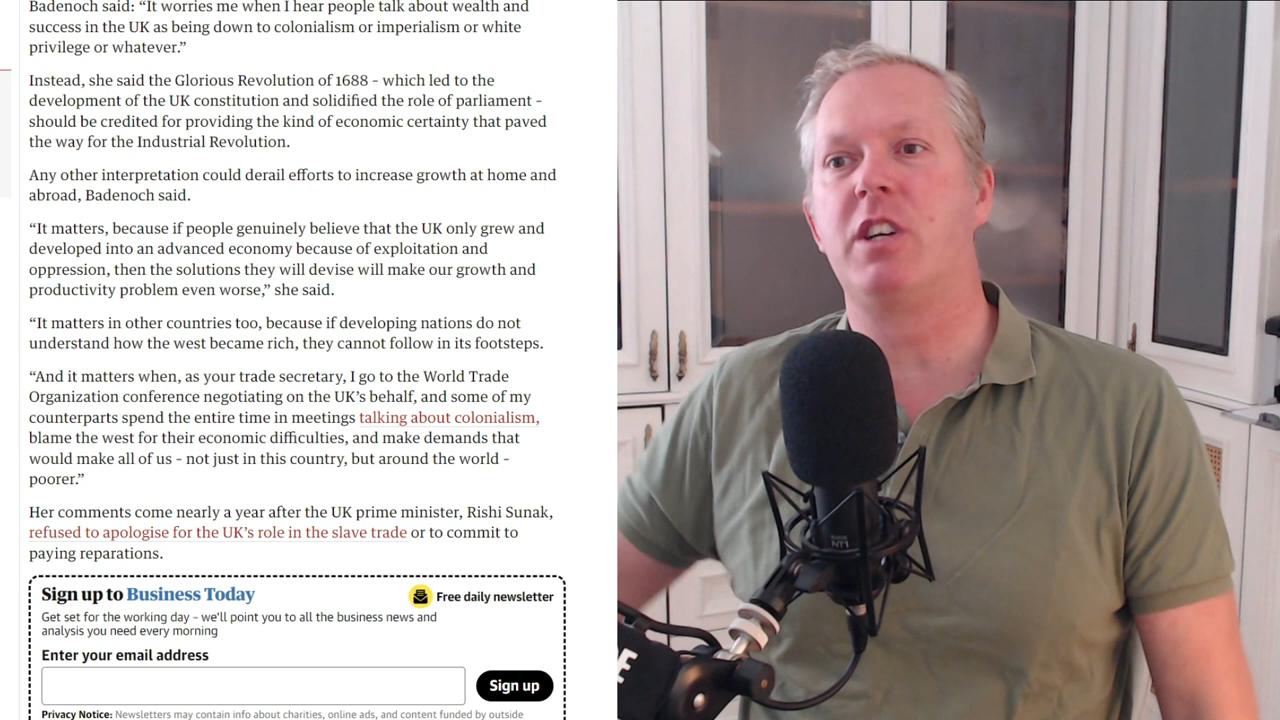 Badenoch said: “It worries me when I hear people talk about wealth and
success in the UK as being down to colonialism or imperialism or white
privilege or whatever.”
Instead, she said the Glorious Revolution of 1688 – which led to the
development of the UK constitution and solidified the role of parliament –
should be credited for providing the kind of economic certainty that paved
the way for the Industrial Revolution.
Any other interpretation could derail efforts to increase growth at home and
abroad, Badenoch said.
“It matters, because if people genuinely believe that the UK only grew and
developed into an advanced economy because of exploitation and
oppression, then the solutions they will devise will make our growth and
productivity problem even worse,” she said.
“It matters in other countries too, because if developing nations do not
understand how the west became rich, they cannot follow in its footsteps.
“And it matters when, as your trade secretary, I go to the World Trade
Organization conference negotiating on the UK’s behalf, and some of my
counterparts spend the entire time in meetings talking about colonialism,
blame the west for their economic difficulties, and make demands that
would make all of us – not just in this country, but around the world –
poorer.”
Her comments come nearly a year after the UK prime minister, Rishi Sunak,
refused to apologise for the UK’s role in the slave trade or to commit to
paying reparations.
Sign up to Business Today
Free daily newsletter
Get set for the working day – we'll point you to all the business news and
analysis you need every morning
Enter your email address
Sign up
Privacy Notice: Newsletters may contain info about charities, online ads, and content funded by outside
NT1